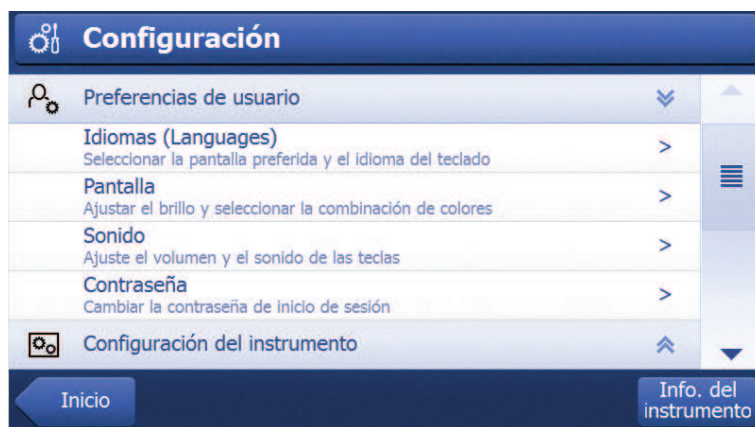 Configuración
Preferencias de usuario
Idiomas (Languages)
Seleccionar la pantalla preferida y el idioma del teclado
Pantalla
Ajustar el brillo y seleccionar la combinación de colores
Sonido
Ajuste el volumen y el sonido de las teclas
Contraseña
Cambiar la contraseña de inicio de sesión
Configuración del instrumento
Inicio
Info. del
instrumento